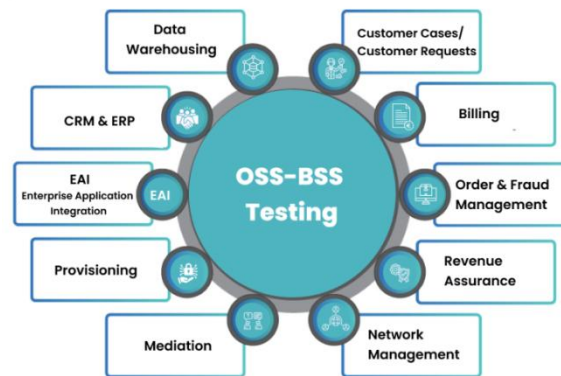 Data
Warehousing
Customer Cases/
Customer Requests
CRM & ERP
Billing
EAI
Enterprise Application
Integration
EAI
OSS-BSS
Testing
Order & Fraud
Management
Provisioning
Revenue
Assurance
Mediation
Network
Management